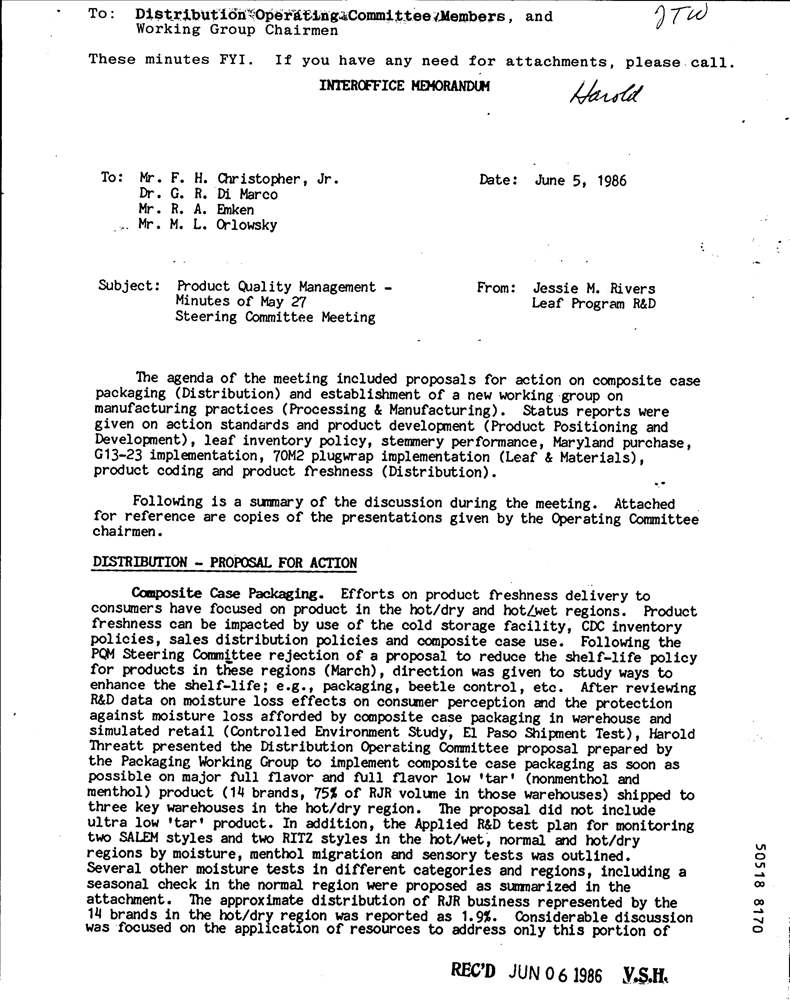 To: Distribution Operating Committee Members, and
Working Group Chairmen
JTW
These minutes FYI. If you have any need for attachments, please call.
INTEROFFICE MEMORANDUM
Harold
To: Mr. F. H. Christopher, Jr.
Dr. G. R. Di Marco
Mr. R. A. Emken
Mr. M. L. Orlowsky
Date: June 5, 1986
Subject: Product Quality Management -
Minutes of May 27
Steering Committee Meeting
From: Jessie M. Rivers
Leaf Program R&D
The agenda of the meeting included proposals for action on composite case
packaging (Distribution) and establishment of a new working group on
manufacturing practices (Processing & Manufacturing). Status reports were
given on action standards and product development (Product Positioning and
Development), leaf inventory policy, stemmery performance, Maryland purchase,
G13-23 implementation, 70M2 plugwrap implementation (Leaf & Materials),
product coding and product freshness (Distribution).
Following is a summary of the discussion during the meeting. Attached
for reference are copies of the presentations given by the Operating Committee
chairmen.
DISTRIBUTION - PROPOSAL FOR ACTION
Composite Case Packaging. Efforts on product freshness delivery to
consumers have focused on product in the hot/dry and hot/wet regions. Product
freshness can be impacted by use of the cold storage facility, CDC inventory
policies, sales distribution policies and composite case use. Following the
PQM Steering Committee rejection of a proposal to reduce the shelf-life policy
for products in these regions (March), direction was given to study ways to
enhance the shelf-life; e.g., packaging, beetle control, etc. After reviewing
R&D data on moisture loss effects on consumer perception and the protection
against moisture loss afforded by composite case packaging in warehouse and
simulated retail (Controlled Environment Study, El Paso Shipment Test), Harold
Threatt presented the Distribution Operating Committee proposal prepared by
the Packaging Working Group to implement composite case packaging as soon as
possible on major full flavor and full flavor low 'tar' (nonmenthol and
menthol) product (14 brands, 75% of RJR volume in those warehouses) shipped to
three key warehouses in the hot/dry region. The proposal did not include
ultra low 'tar' product. In addition, the Applied R&D test plan for monitoring
two SALEM styles and two RITZ styles in the hot/wet, normal and hot/dry
regions by moisture, menthol migration and sensory tests was outlined.
Several other moisture tests in different categories and regions, including a
seasonal check in the normal region were proposed as summarized in the
attachment. The approximate distribution of RJR business represented by the
14 brands in the hot/dry region was reported as 1.9%. Considerable discussion
was focused on the application of resources to address only this portion of
50518 8170
REC'D JUN 06 1986 V.S.H.